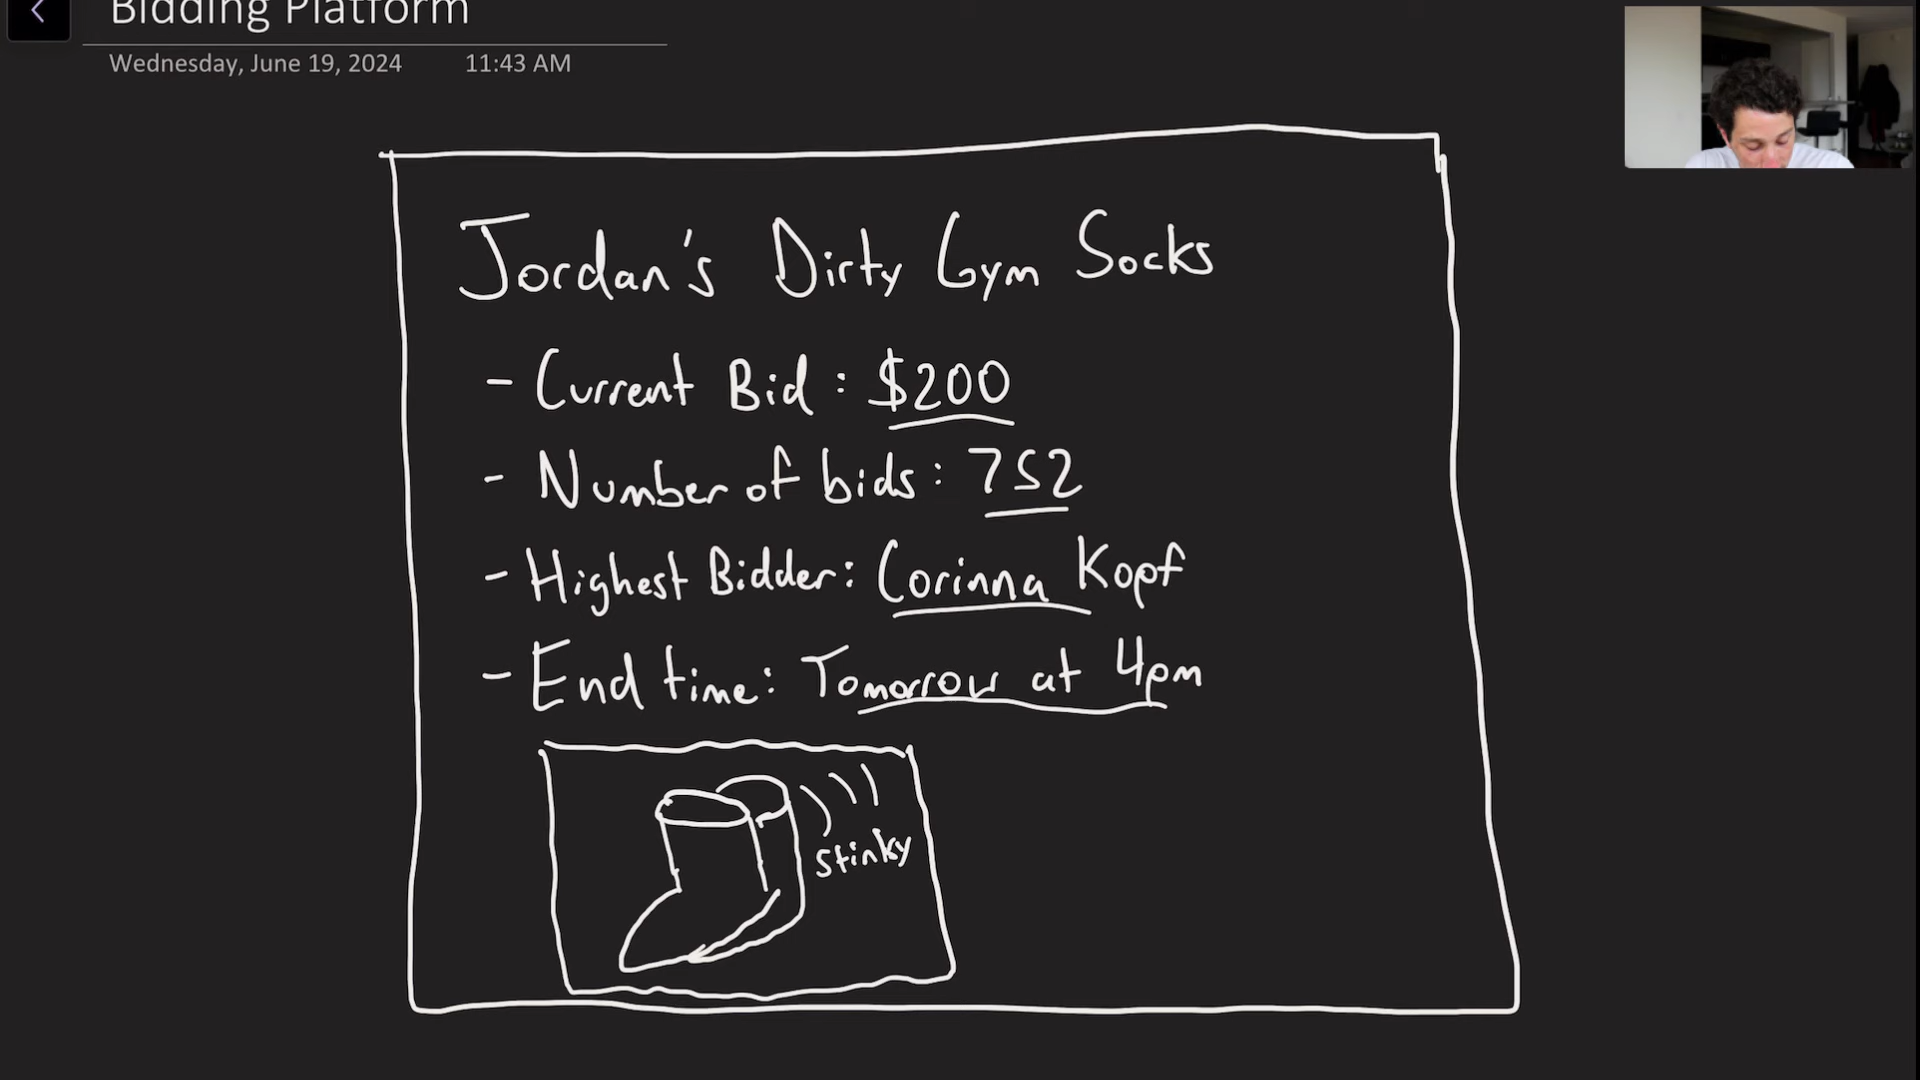 Bidding Platform
Wednesday, June 19, 2024 11:43 AM
Jordan's Dirty Gym Socks
- Current Bid: $200
- Number of bids: 752
- Highest Bidder: Corinna Kopf
- End time: Tomorrow at 4pm
stinky